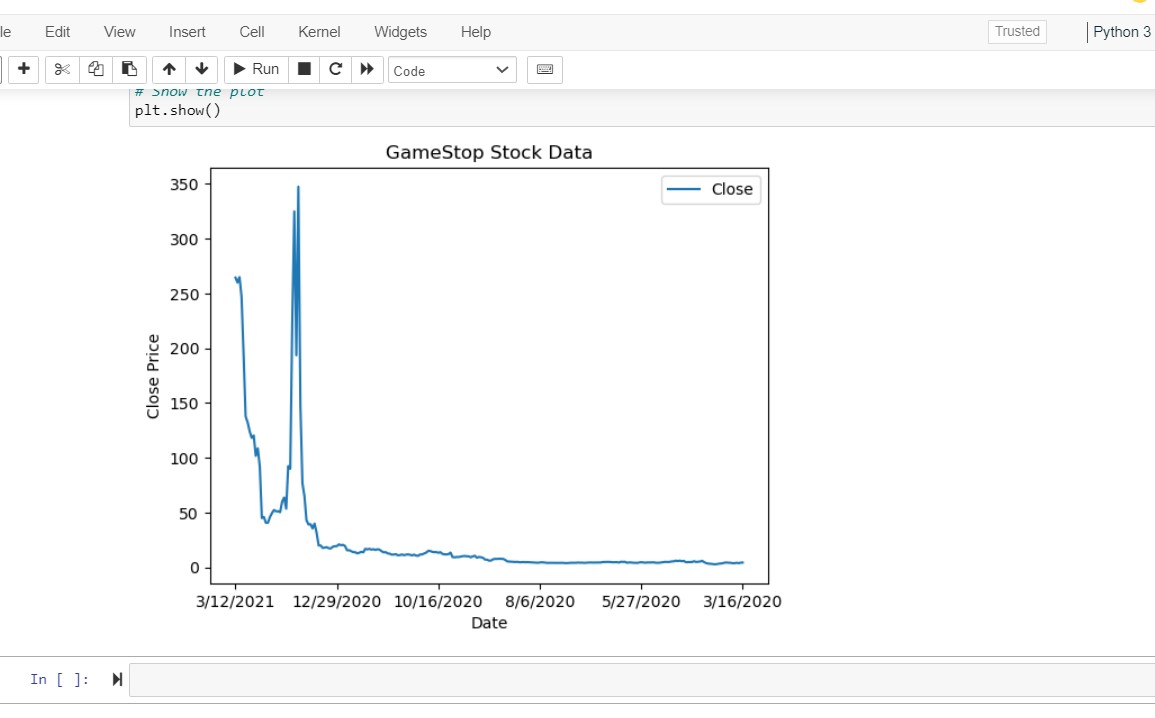 le Edit View Insert Cell Kernel Widgets Help Trusted Python 3
Run Code
# Show the plot
plt.show()
GameStop Stock Data
Close
350
300
250
200
150
100
50
0
Close Price
3/12/2021 12/29/2020 10/16/2020 8/6/2020 5/27/2020 3/16/2020
Date
In [ ]: